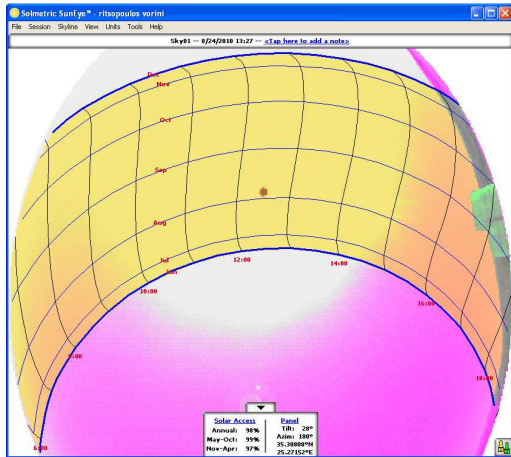 Solmetric SunEye™ - ritsopoulos vorini
File Session Skyline View Units Tools Help
Sky01 -- 8/24/2010 13:27 -- <Tap here to add a note>
Dec
Nov
Oct
Sep
Aug
Jul
Jun
12:00
14:00
10:00
16:00
8:00
18:00
6:00
Solar Access Panel
Annual: 98% Tilt: 28°
May-Oct: 99% Azim: 180°
Nov-Apr: 97% 35.30808°N
25.27152°E